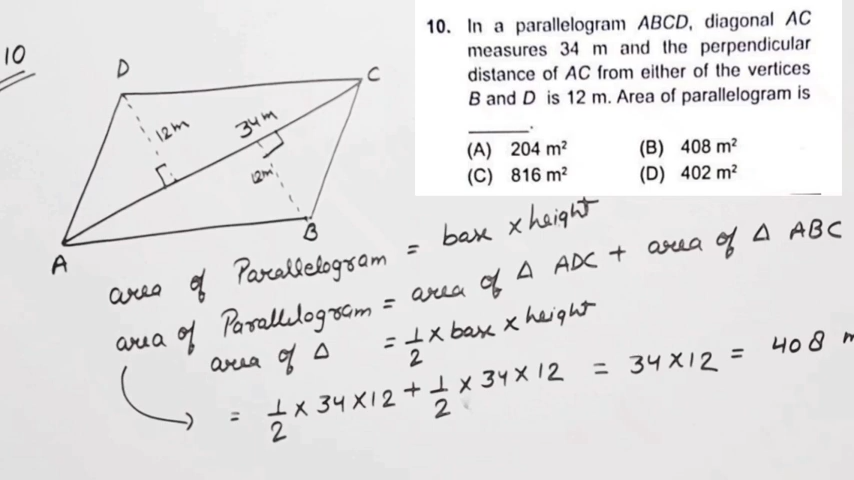 10
10. In a parallelogram ABCD, diagonal AC
measures 34 m and the perpendicular
distance of AC from either of the vertices
B and D is 12 m. Area of parallelogram is
______.
(A) 204 m² (B) 408 m²
(C) 816 m² (D) 402 m²
D
C
12m
34m
12m
A
B
area of Parallelogram = base × height
area of Parallelogram = area of Δ ADC + area of Δ ABC
area of Δ = 1/2 × base × height
= 1/2 × 34 × 12 + 1/2 × 34 × 12 = 34 × 12 = 408 m